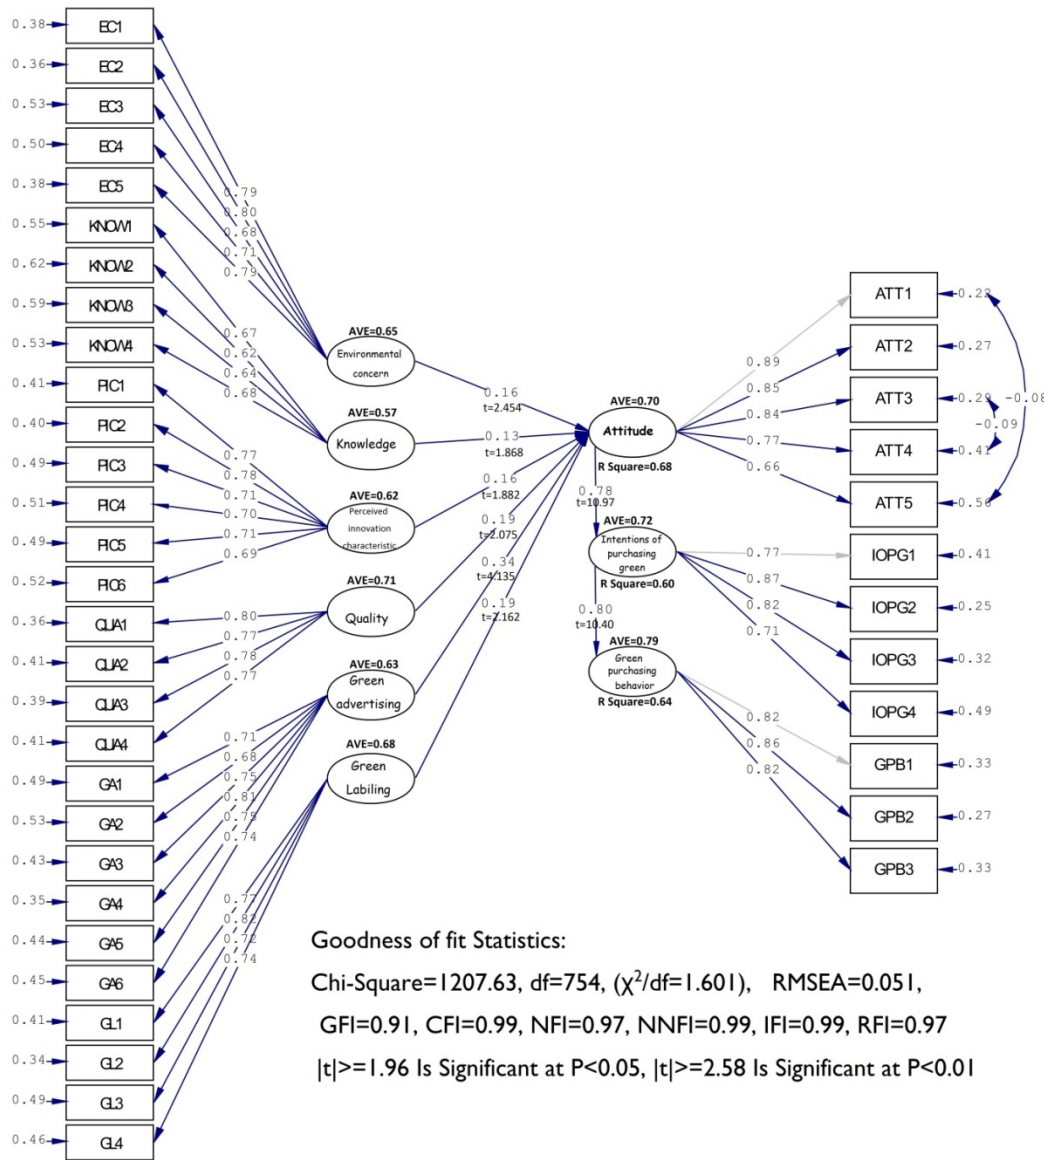 0.38 EC1
0.36 EC2
0.53 EC3
0.50 EC4
0.38 EC5
0.55 KNOW1
0.62 KNOW2
0.59 KNOW3
0.53 KNOW4
0.41 PIC1
0.40 PIC2
0.49 PIC3
0.51 PIC4
0.49 PIC5
0.52 PIC6
0.36 QUA1
0.41 QUA2
0.39 QUA3
0.41 QUA4
0.49 GA1
0.53 GA2
0.43 GA3
0.35 GA4
0.44 GA5
0.45 GA6
0.41 GL1
0.34 GL2
0.49 GL3
0.46 GL4
0.79
0.80
0.68
0.71
0.79
0.67
0.62
0.64
0.68
0.77
0.78
0.71
0.70
0.71
0.69
0.80
0.77
0.78
0.77
0.71
0.68
0.75
0.81
0.75
0.74
0.77
0.82
0.72
0.74
AVE=0.65
Environmental
concern
AVE=0.57
Knowledge
AVE=0.62
Perceived
innovation
characteristic
AVE=0.71
Quality
AVE=0.63
Green
advertising
AVE=0.68
Green
Labiling
0.16
t=2.454
0.13
t=1.868
0.16
t=1.882
0.19
t=2.075
0.34
t=4.135
0.19
t=2.162
AVE=0.70
Attitude
R Square=0.68
0.78
t=10.97
AVE=0.72
Intentions of
purchasing
green
R Square=0.60
0.80
t=10.40
AVE=0.79
Green
purchasing
behavior
R Square=0.64
0.89
0.85
0.84
0.77
0.66
0.77
0.87
0.82
0.71
0.82
0.86
0.82
ATT1 0.22
ATT2 0.27
ATT3 0.29
ATT4 0.41
ATT5 0.56
-0.08
-0.09
IOPG1 0.41
IOPG2 0.25
IOPG3 0.32
IOPG4 0.49
GPB1 0.33
GPB2 0.27
GPB3 0.33
Goodness of fit Statistics:
Chi-Square=1207.63, df=754, (χ²/df=1.601), RMSEA=0.051,
GFI=0.91, CFI=0.99, NFI=0.97, NNFI=0.99, IFI=0.99, RFI=0.97
|t|>=1.96 Is Significant at P<0.05, |t|>=2.58 Is Significant at P<0.01